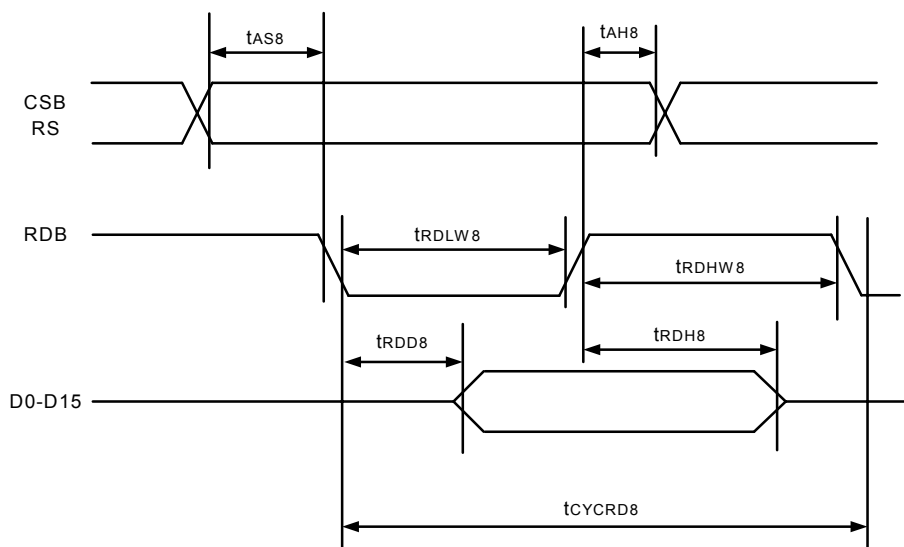 tAS8
tAH8
CSB
RS
RDB
tRDLW8
tRDHW8
tRDD8
tRDH8
D0-D15
tCYCRD8